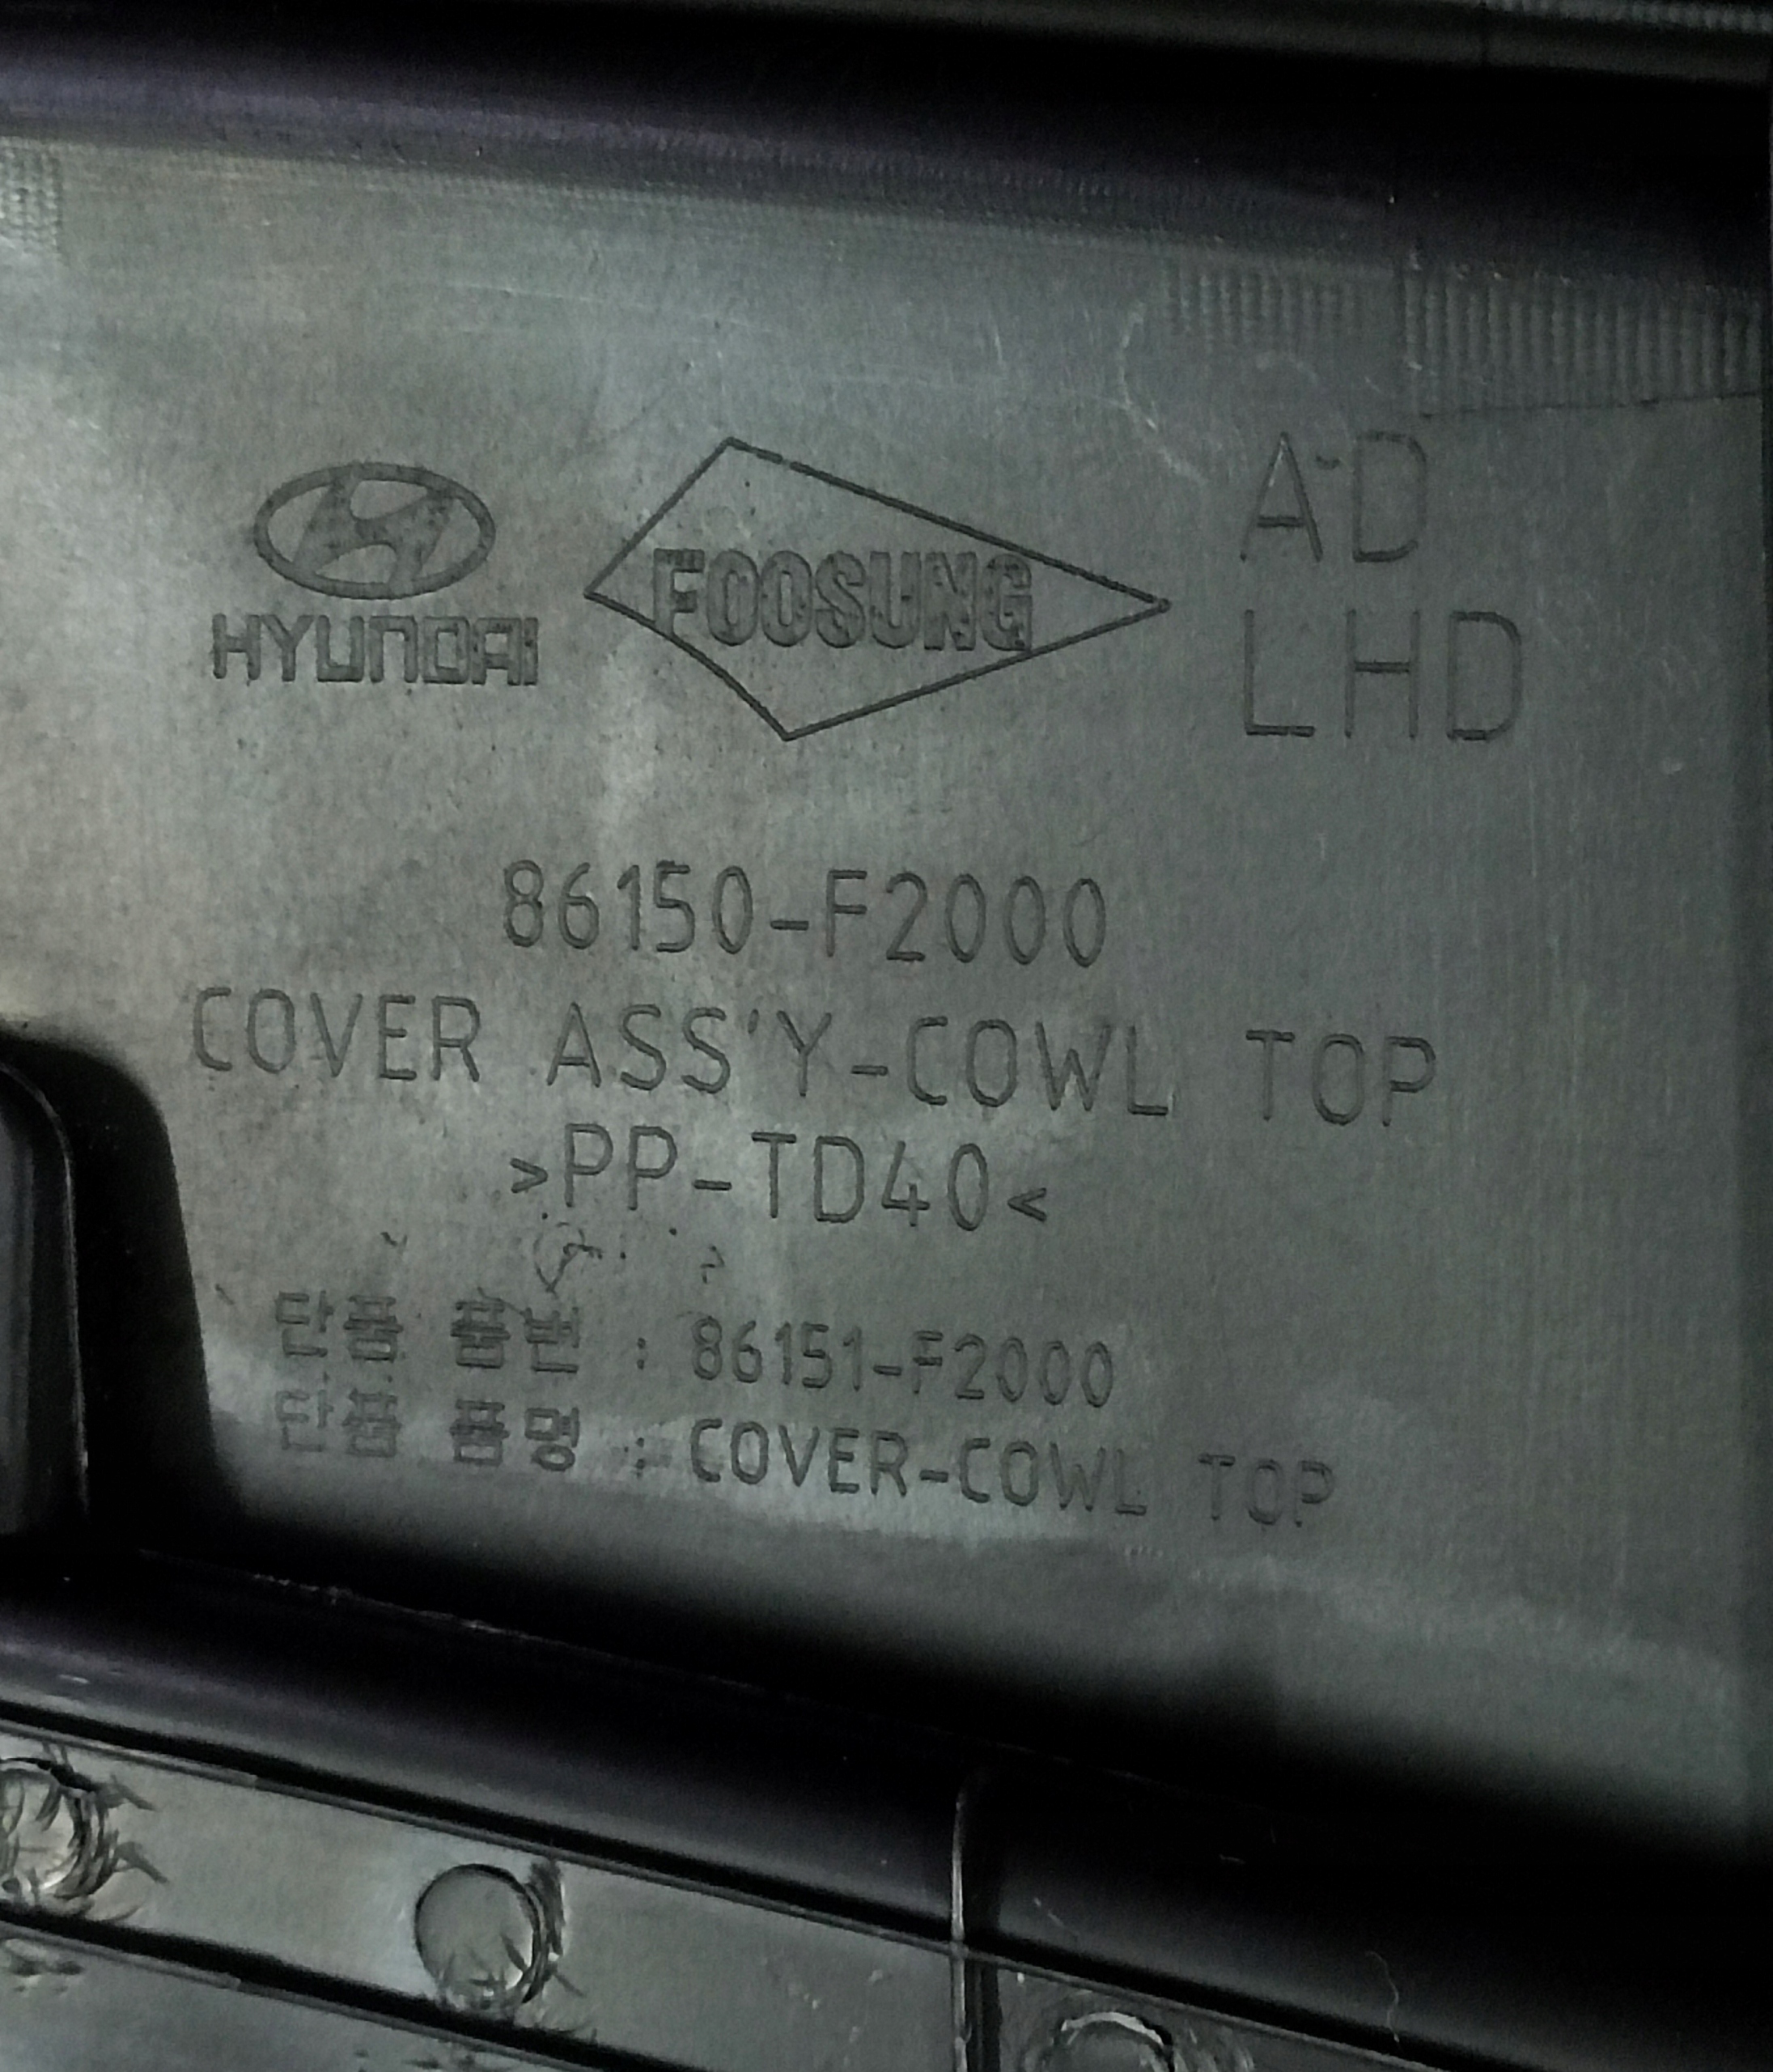 HYUNDAI
FOOSUNG
AD
LHD
86150-F2000
COVER ASS'Y-COWL TOP
>PP-TD40<
단품 품번 : 86151-F2000
단품 품명 : COVER-COWL TOP